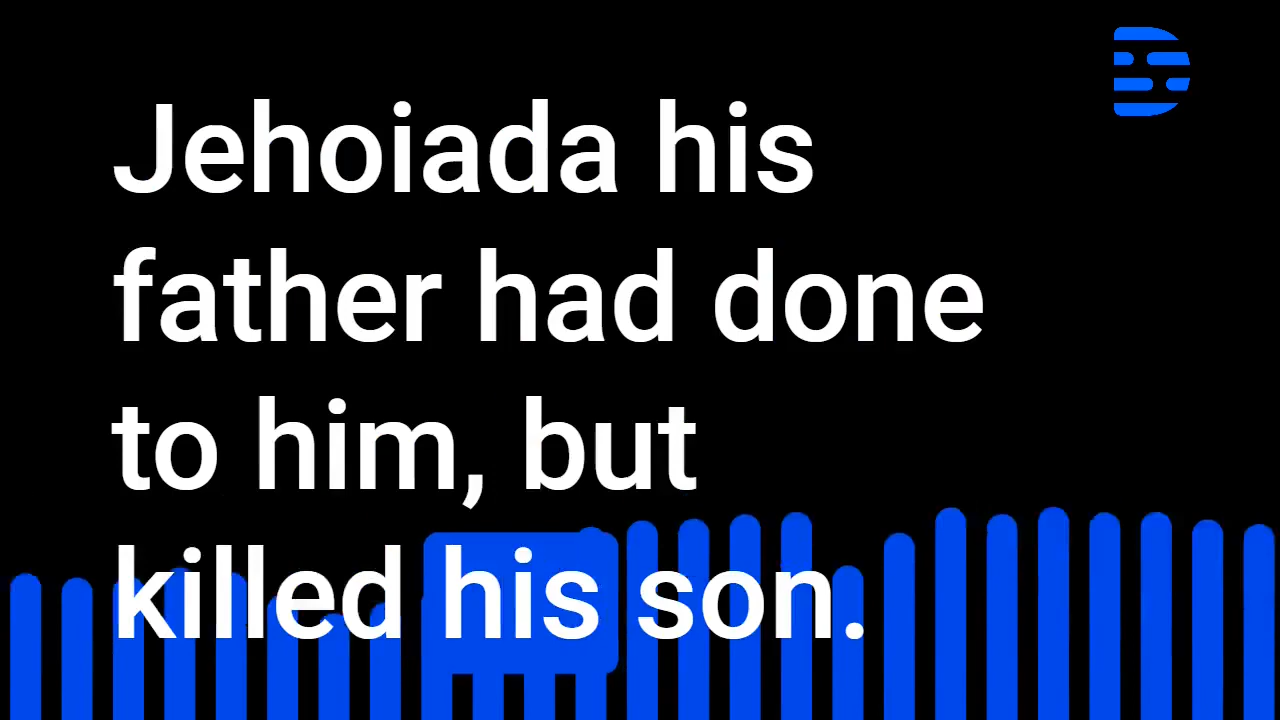 Jehoiada his
father had done
to him, but
killed his son.